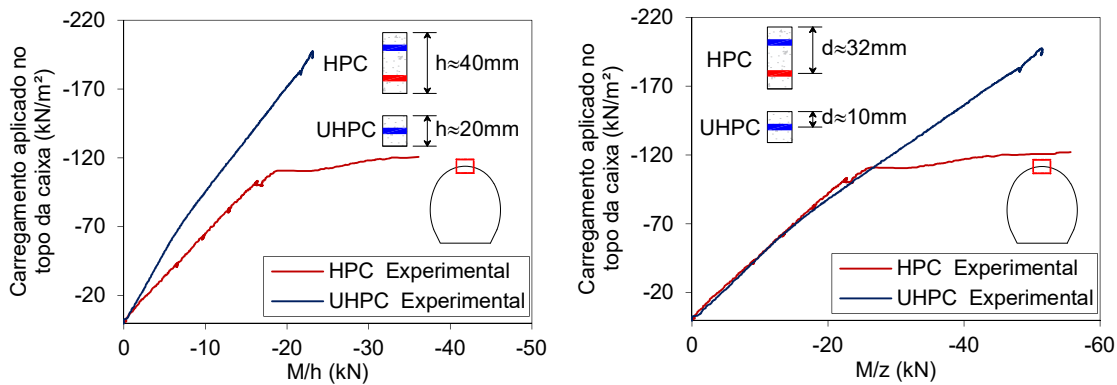 Carregamento aplicado no
topo da caixa (kN/m²)
-220
-170
-120
-70
-20
HPC
h≈40mm
UHPC
h≈20mm
HPC Experimental
UHPC Experimental
0
-10
-20
-30
-40
-50
M/h (kN)
Carregamento aplicado no
topo da caixa (kN/m²)
-220
-170
-120
-70
-20
HPC
d≈32mm
UHPC
d≈10mm
HPC Experimental
UHPC Experimental
0
-20
-40
-60
M/z (kN)